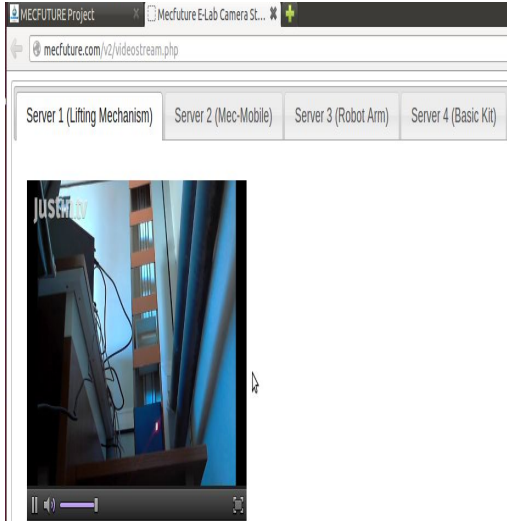 MECFUTURE Project
Mecfuture E-Lab Camera St...
mecfuture.com/v2/videostream.php
Server 1 (Lifting Mechanism)
Server 2 (Mec-Mobile)
Server 3 (Robot Arm)
Server 4 (Basic Kit)
Justin.tv